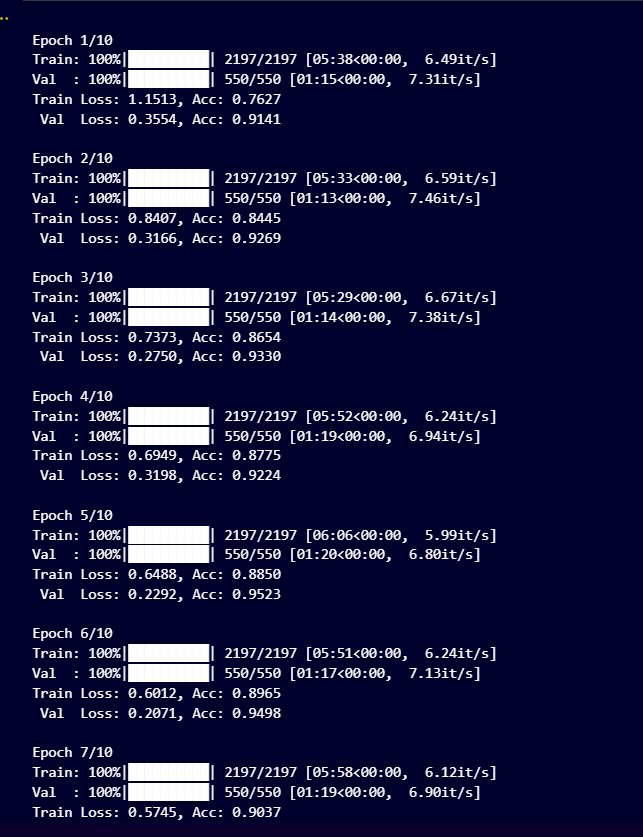 ..
Epoch 1/10
Train: 100%|██████████| 2197/2197 [05:38<00:00,  6.49it/s]
Val  : 100%|██████████| 550/550 [01:15<00:00,  7.31it/s]
Train Loss: 1.1513, Acc: 0.7627
 Val  Loss: 0.3554, Acc: 0.9141

Epoch 2/10
Train: 100%|██████████| 2197/2197 [05:33<00:00,  6.59it/s]
Val  : 100%|██████████| 550/550 [01:13<00:00,  7.46it/s]
Train Loss: 0.8407, Acc: 0.8445
 Val  Loss: 0.3166, Acc: 0.9269

Epoch 3/10
Train: 100%|██████████| 2197/2197 [05:29<00:00,  6.67it/s]
Val  : 100%|██████████| 550/550 [01:14<00:00,  7.38it/s]
Train Loss: 0.7373, Acc: 0.8654
 Val  Loss: 0.2750, Acc: 0.9330

Epoch 4/10
Train: 100%|██████████| 2197/2197 [05:52<00:00,  6.24it/s]
Val  : 100%|██████████| 550/550 [01:19<00:00,  6.94it/s]
Train Loss: 0.6949, Acc: 0.8775
 Val  Loss: 0.3198, Acc: 0.9224

Epoch 5/10
Train: 100%|██████████| 2197/2197 [06:06<00:00,  5.99it/s]
Val  : 100%|██████████| 550/550 [01:20<00:00,  6.80it/s]
Train Loss: 0.6488, Acc: 0.8850
 Val  Loss: 0.2292, Acc: 0.9523

Epoch 6/10
Train: 100%|██████████| 2197/2197 [05:51<00:00,  6.24it/s]
Val  : 100%|██████████| 550/550 [01:17<00:00,  7.13it/s]
Train Loss: 0.6012, Acc: 0.8965
 Val  Loss: 0.2071, Acc: 0.9498

Epoch 7/10
Train: 100%|██████████| 2197/2197 [05:58<00:00,  6.12it/s]
Val  : 100%|██████████| 550/550 [01:19<00:00,  6.90it/s]
Train Loss: 0.5745, Acc: 0.9037